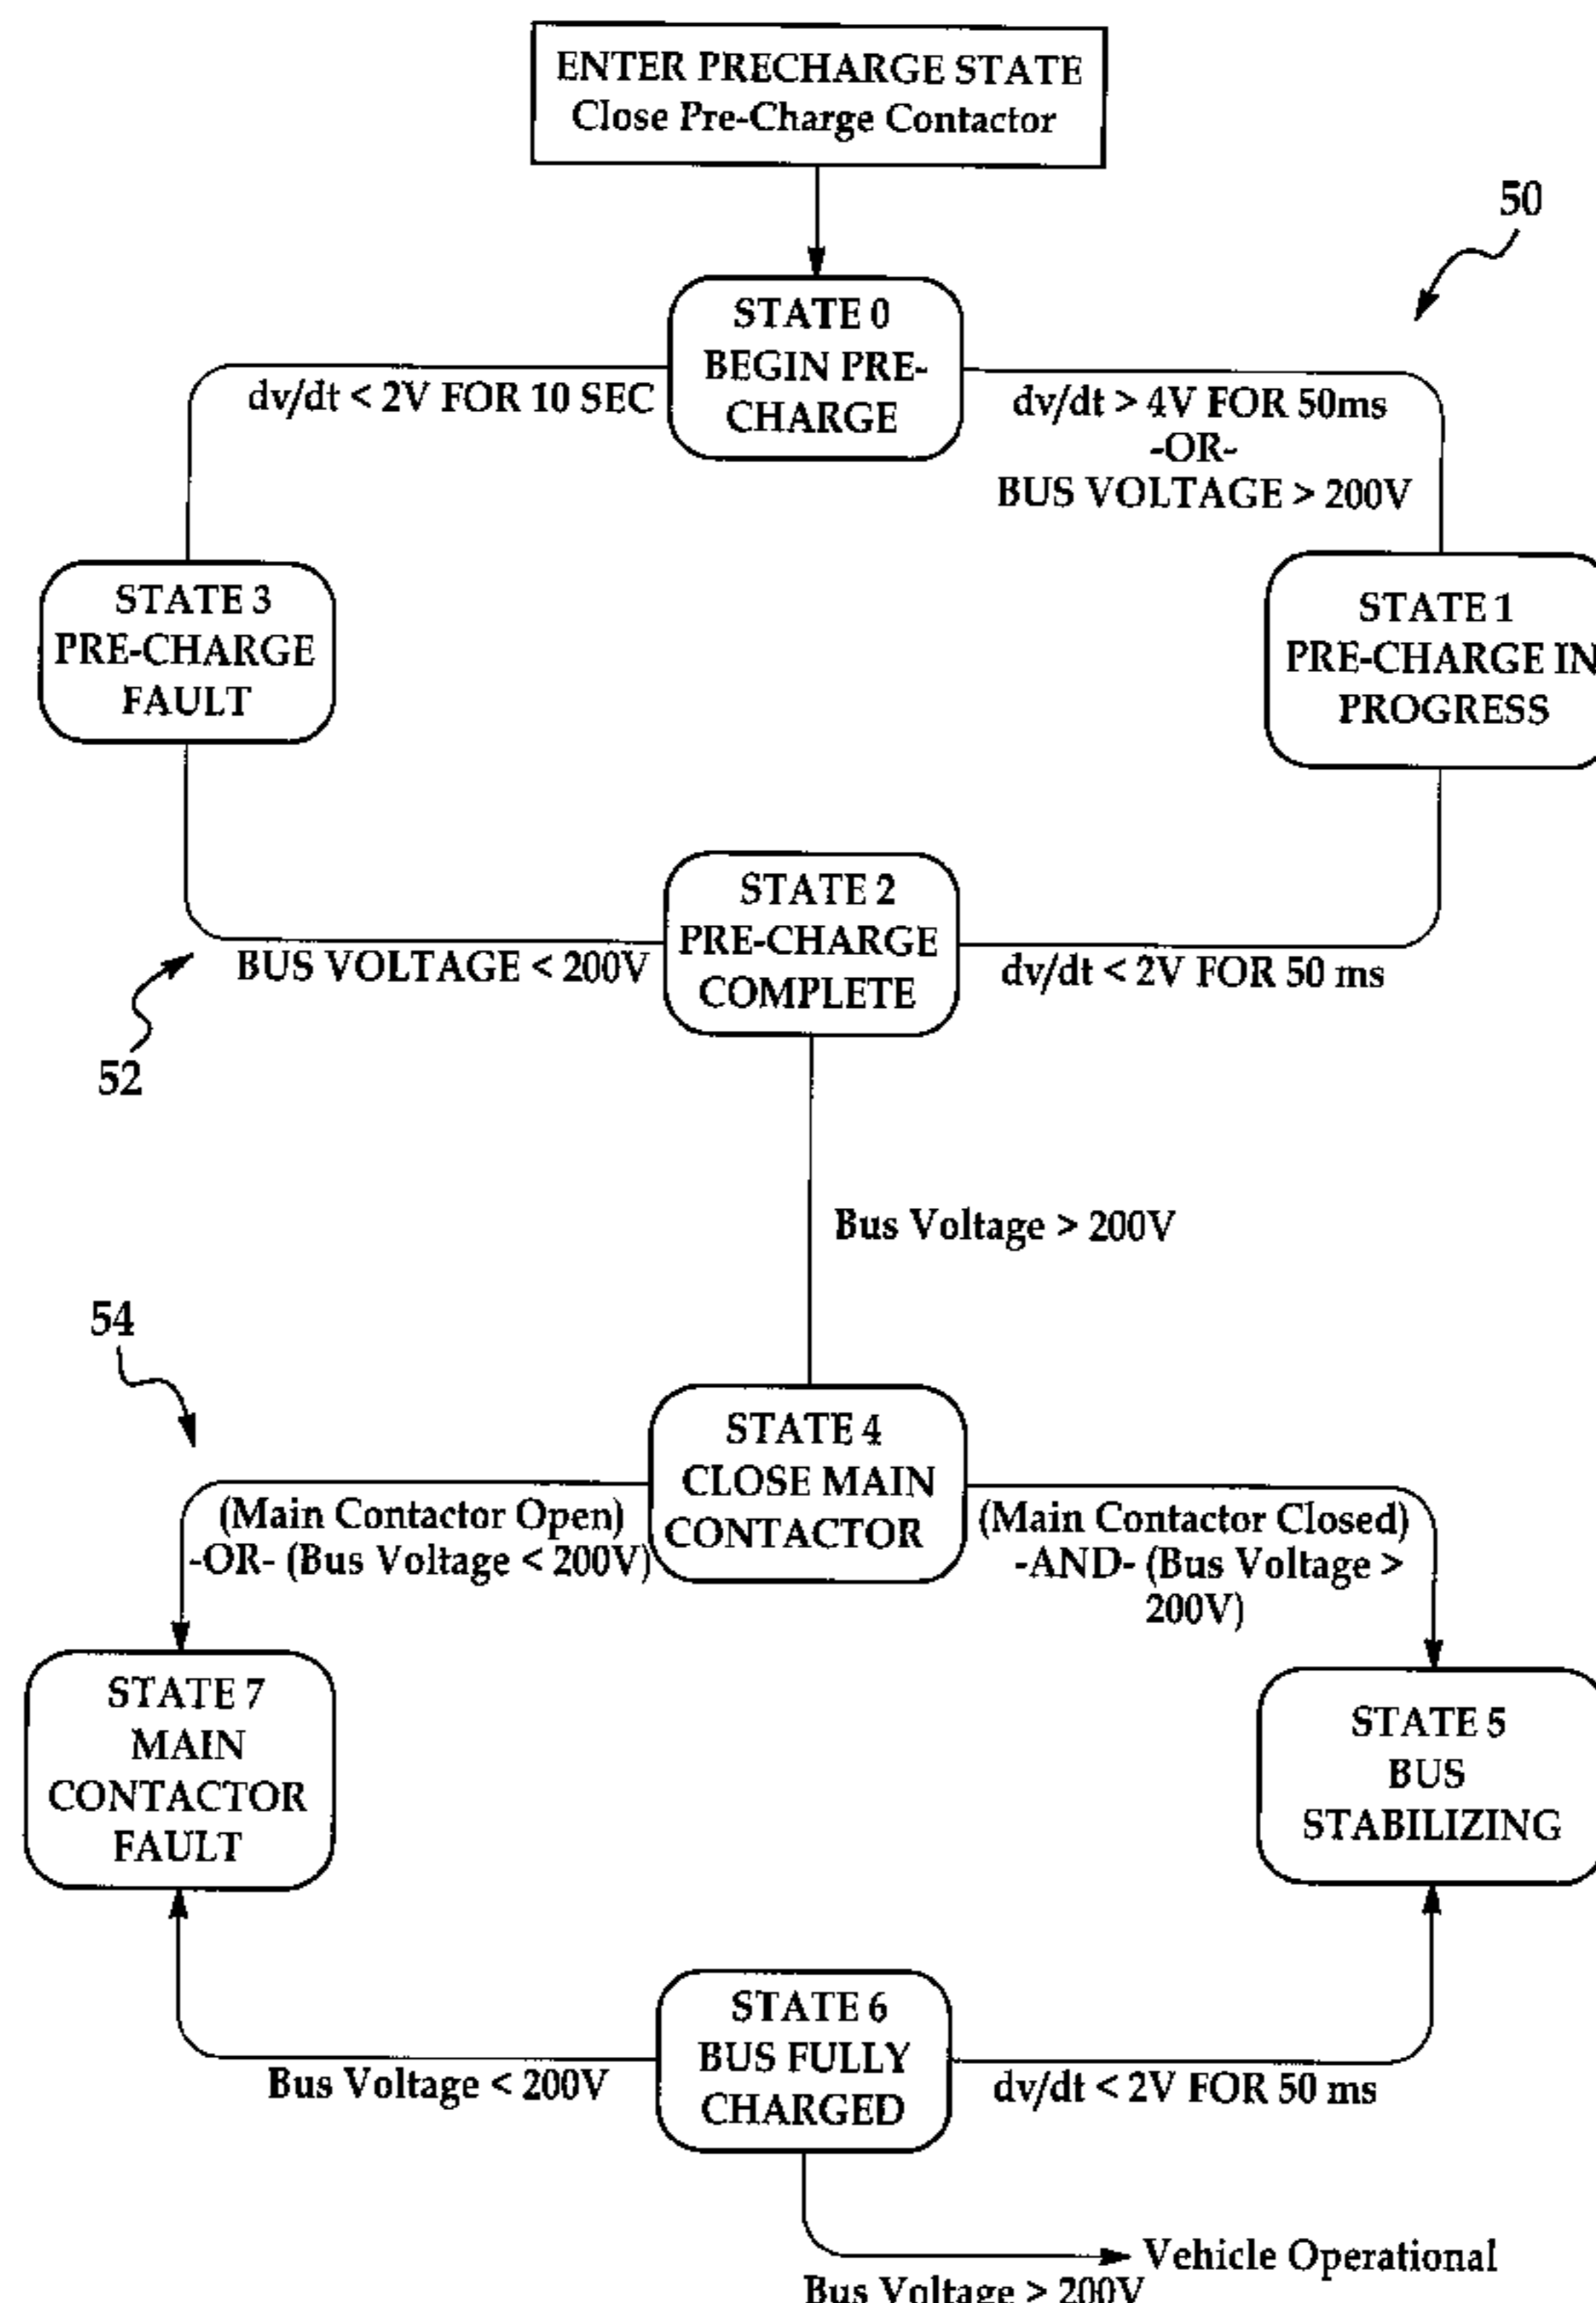 ENTER PRECHARGE STATE
Close Pre-Charge Contactor
50
STATE 0
BEGIN PRE-
CHARGE
dv/dt < 2V FOR 10 SEC
dv/dt > 4V FOR 50ms
-OR-
BUS VOLTAGE > 200V
STATE 3
PRE-CHARGE
FAULT
STATE 1
PRE-CHARGE IN
PROGRESS
STATE 2
PRE-CHARGE
COMPLETE
BUS VOLTAGE < 200V
dv/dt < 2V FOR 50 ms
52
Bus Voltage > 200V
54
STATE 4
CLOSE MAIN
CONTACTOR
(Main Contactor Open)
-OR- (Bus Voltage < 200V)
(Main Contactor Closed)
-AND- (Bus Voltage >
200V)
STATE 7
MAIN
CONTACTOR
FAULT
STATE 5
BUS
STABILIZING
STATE 6
BUS FULLY
CHARGED
Bus Voltage < 200V
dv/dt < 2V FOR 50 ms
Vehicle Operational
Bus Voltage > 200V